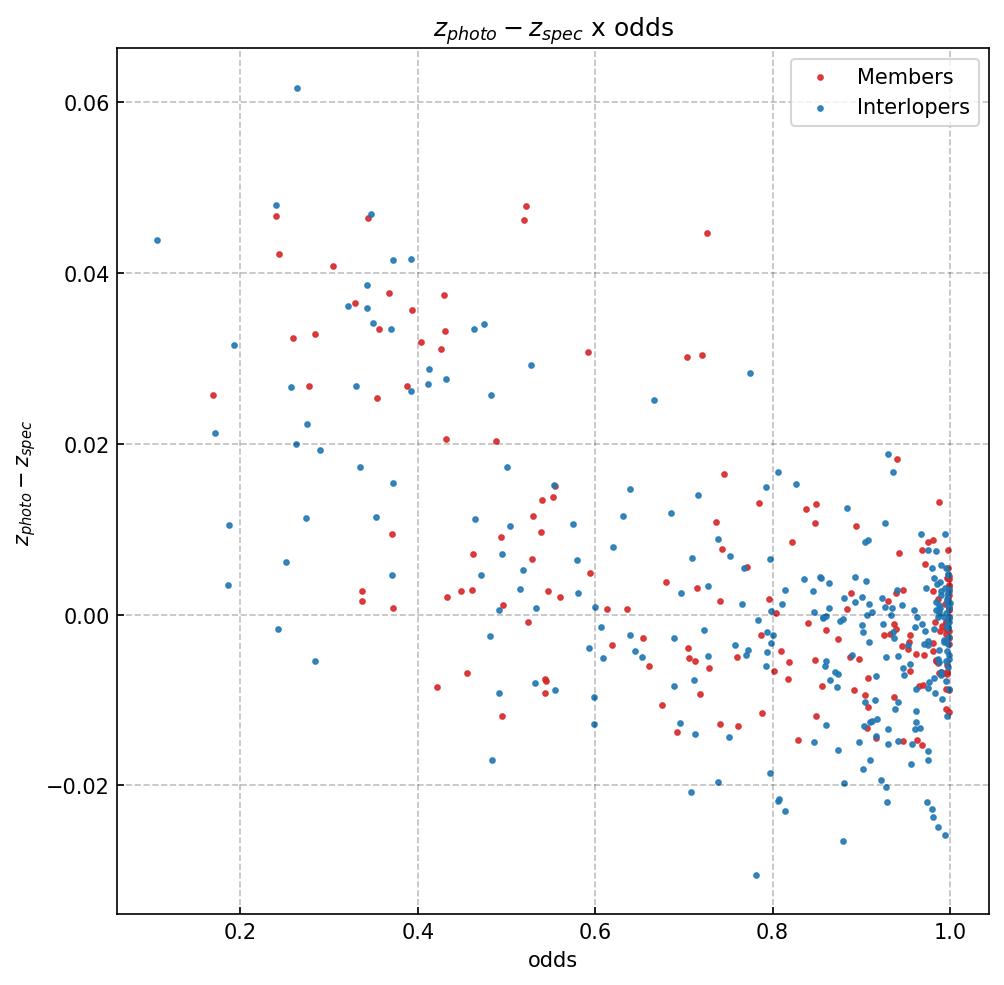 z_photo − z_spec x odds
Members
Interlopers
0.06
0.04
0.02
0.00
−0.02
z_photo − z_spec
0.2
0.4
0.6
0.8
1.0
odds